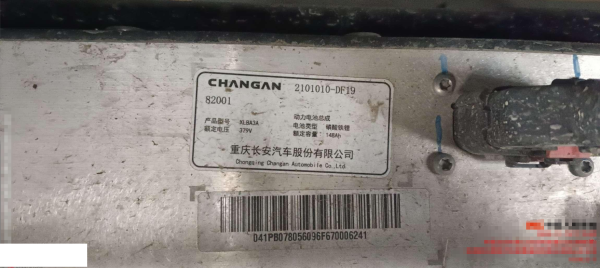 CHANGAN 2101010-DF19
82001
动力电池总成
产品型号 XLBA3A 电池类型 磷酸铁锂
额定电压 379V 额定容量 148Ah
重庆长安汽车股份有限公司
Chongqing Changan Automobile Co.,Ltd.
D41PB078056096F670006241